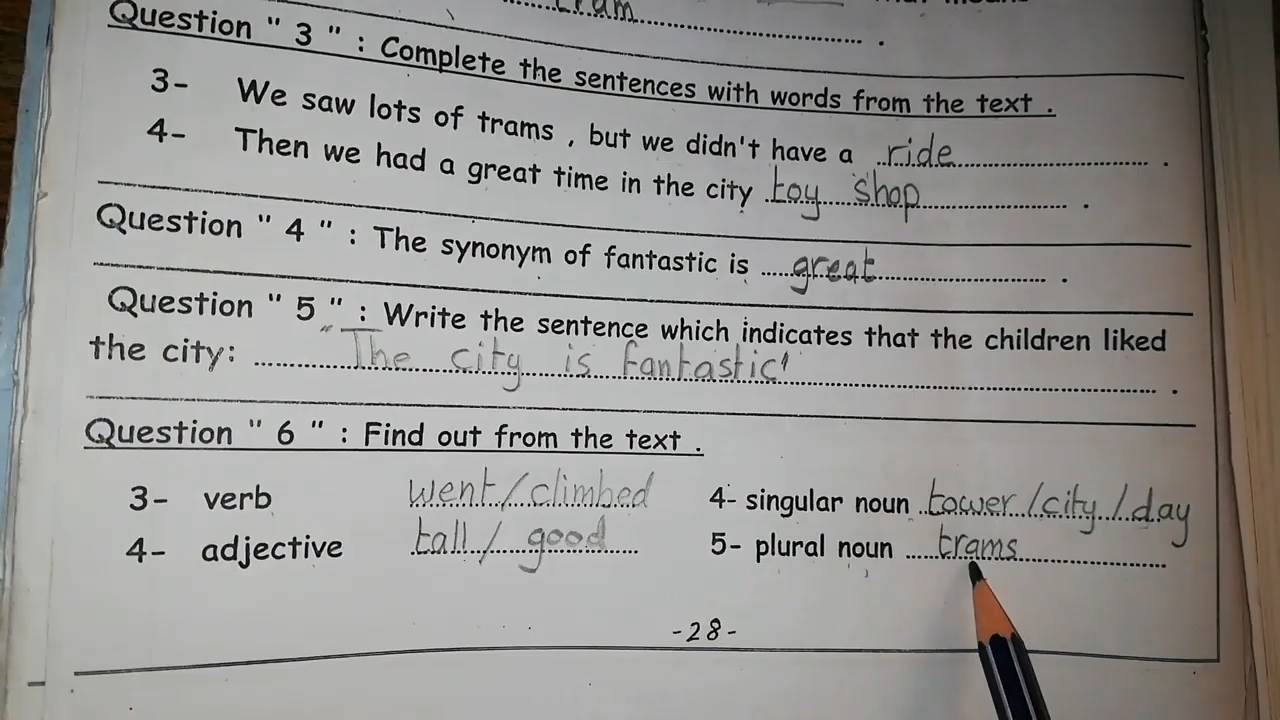 tram .
Question " 3 " : Complete the sentences with words from the text .
3- We saw lots of trams , but we didn't have a ride .
4- Then we had a great time in the city toy shop .
Question " 4 " : The synonym of fantastic is great .
Question " 5 " : Write the sentence which indicates that the children liked
the city: "The city is fantastic" .
Question " 6 " : Find out from the text .
3- verb went/climbed 4- singular noun tower/city/day
4- adjective tall/good 5- plural noun trams
-28-